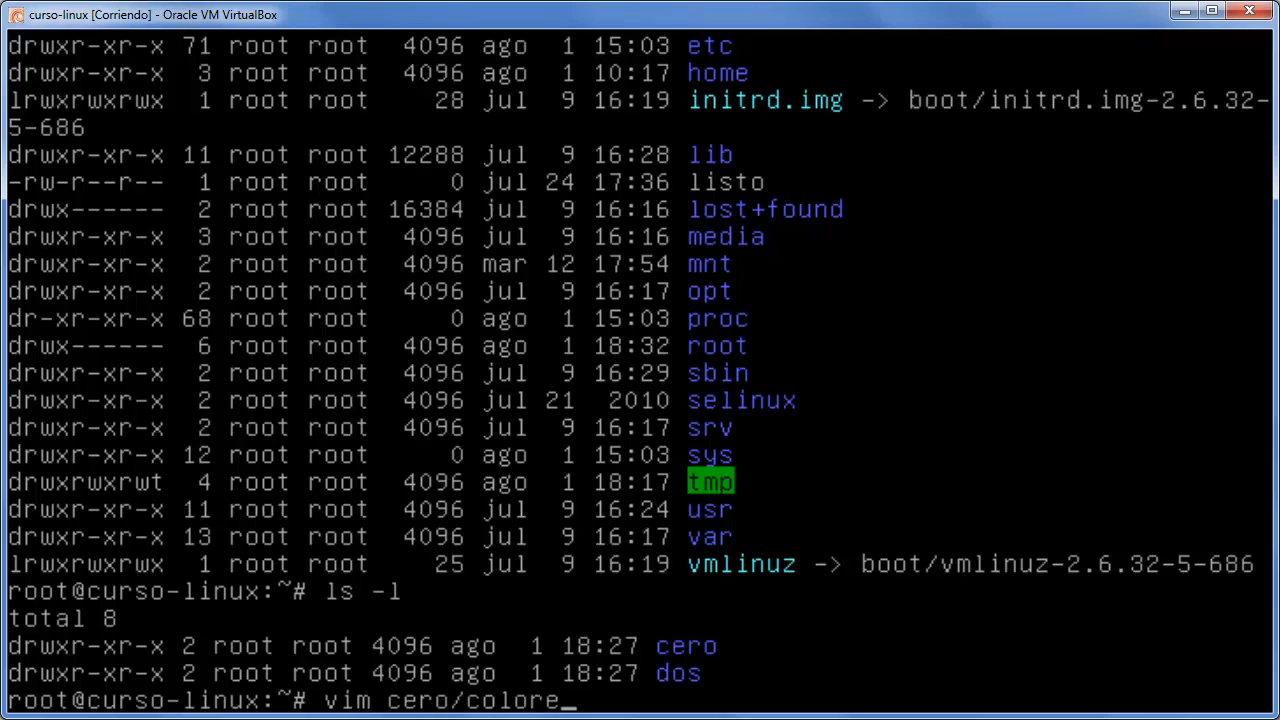 curso-linux [Corriendo] - Oracle VM VirtualBox
drwxr-xr-x 71 root root  4096 ago  1 15:03 etc
drwxr-xr-x  3 root root  4096 ago  1 10:17 home
lrwxrwxrwx  1 root root    28 jul  9 16:19 initrd.img -> boot/initrd.img-2.6.32-
5-686
drwxr-xr-x 11 root root 12288 jul  9 16:28 lib
-rw-r--r--  1 root root     0 jul 24 17:36 listo
drwx------  2 root root 16384 jul  9 16:16 lost+found
drwxr-xr-x  3 root root  4096 jul  9 16:16 media
drwxr-xr-x  2 root root  4096 mar 12 17:54 mnt
drwxr-xr-x  2 root root  4096 jul  9 16:17 opt
dr-xr-xr-x 68 root root     0 ago  1 15:03 proc
drwx------  6 root root  4096 ago  1 18:32 root
drwxr-xr-x  2 root root  4096 jul  9 16:29 sbin
drwxr-xr-x  2 root root  4096 jul 21  2010 selinux
drwxr-xr-x  2 root root  4096 jul  9 16:17 srv
drwxr-xr-x 12 root root     0 ago  1 15:03 sys
drwxrwxrwt  4 root root  4096 ago  1 18:17 tmp
drwxr-xr-x 11 root root  4096 jul  9 16:24 usr
drwxr-xr-x 13 root root  4096 jul  9 16:17 var
lrwxrwxrwx  1 root root    25 jul  9 16:19 vmlinuz -> boot/vmlinuz-2.6.32-5-686
root@curso-linux:~# ls -l
total 8
drwxr-xr-x 2 root root 4096 ago  1 18:27 cero
drwxr-xr-x 2 root root 4096 ago  1 18:27 dos
root@curso-linux:~# vim cero/colore_